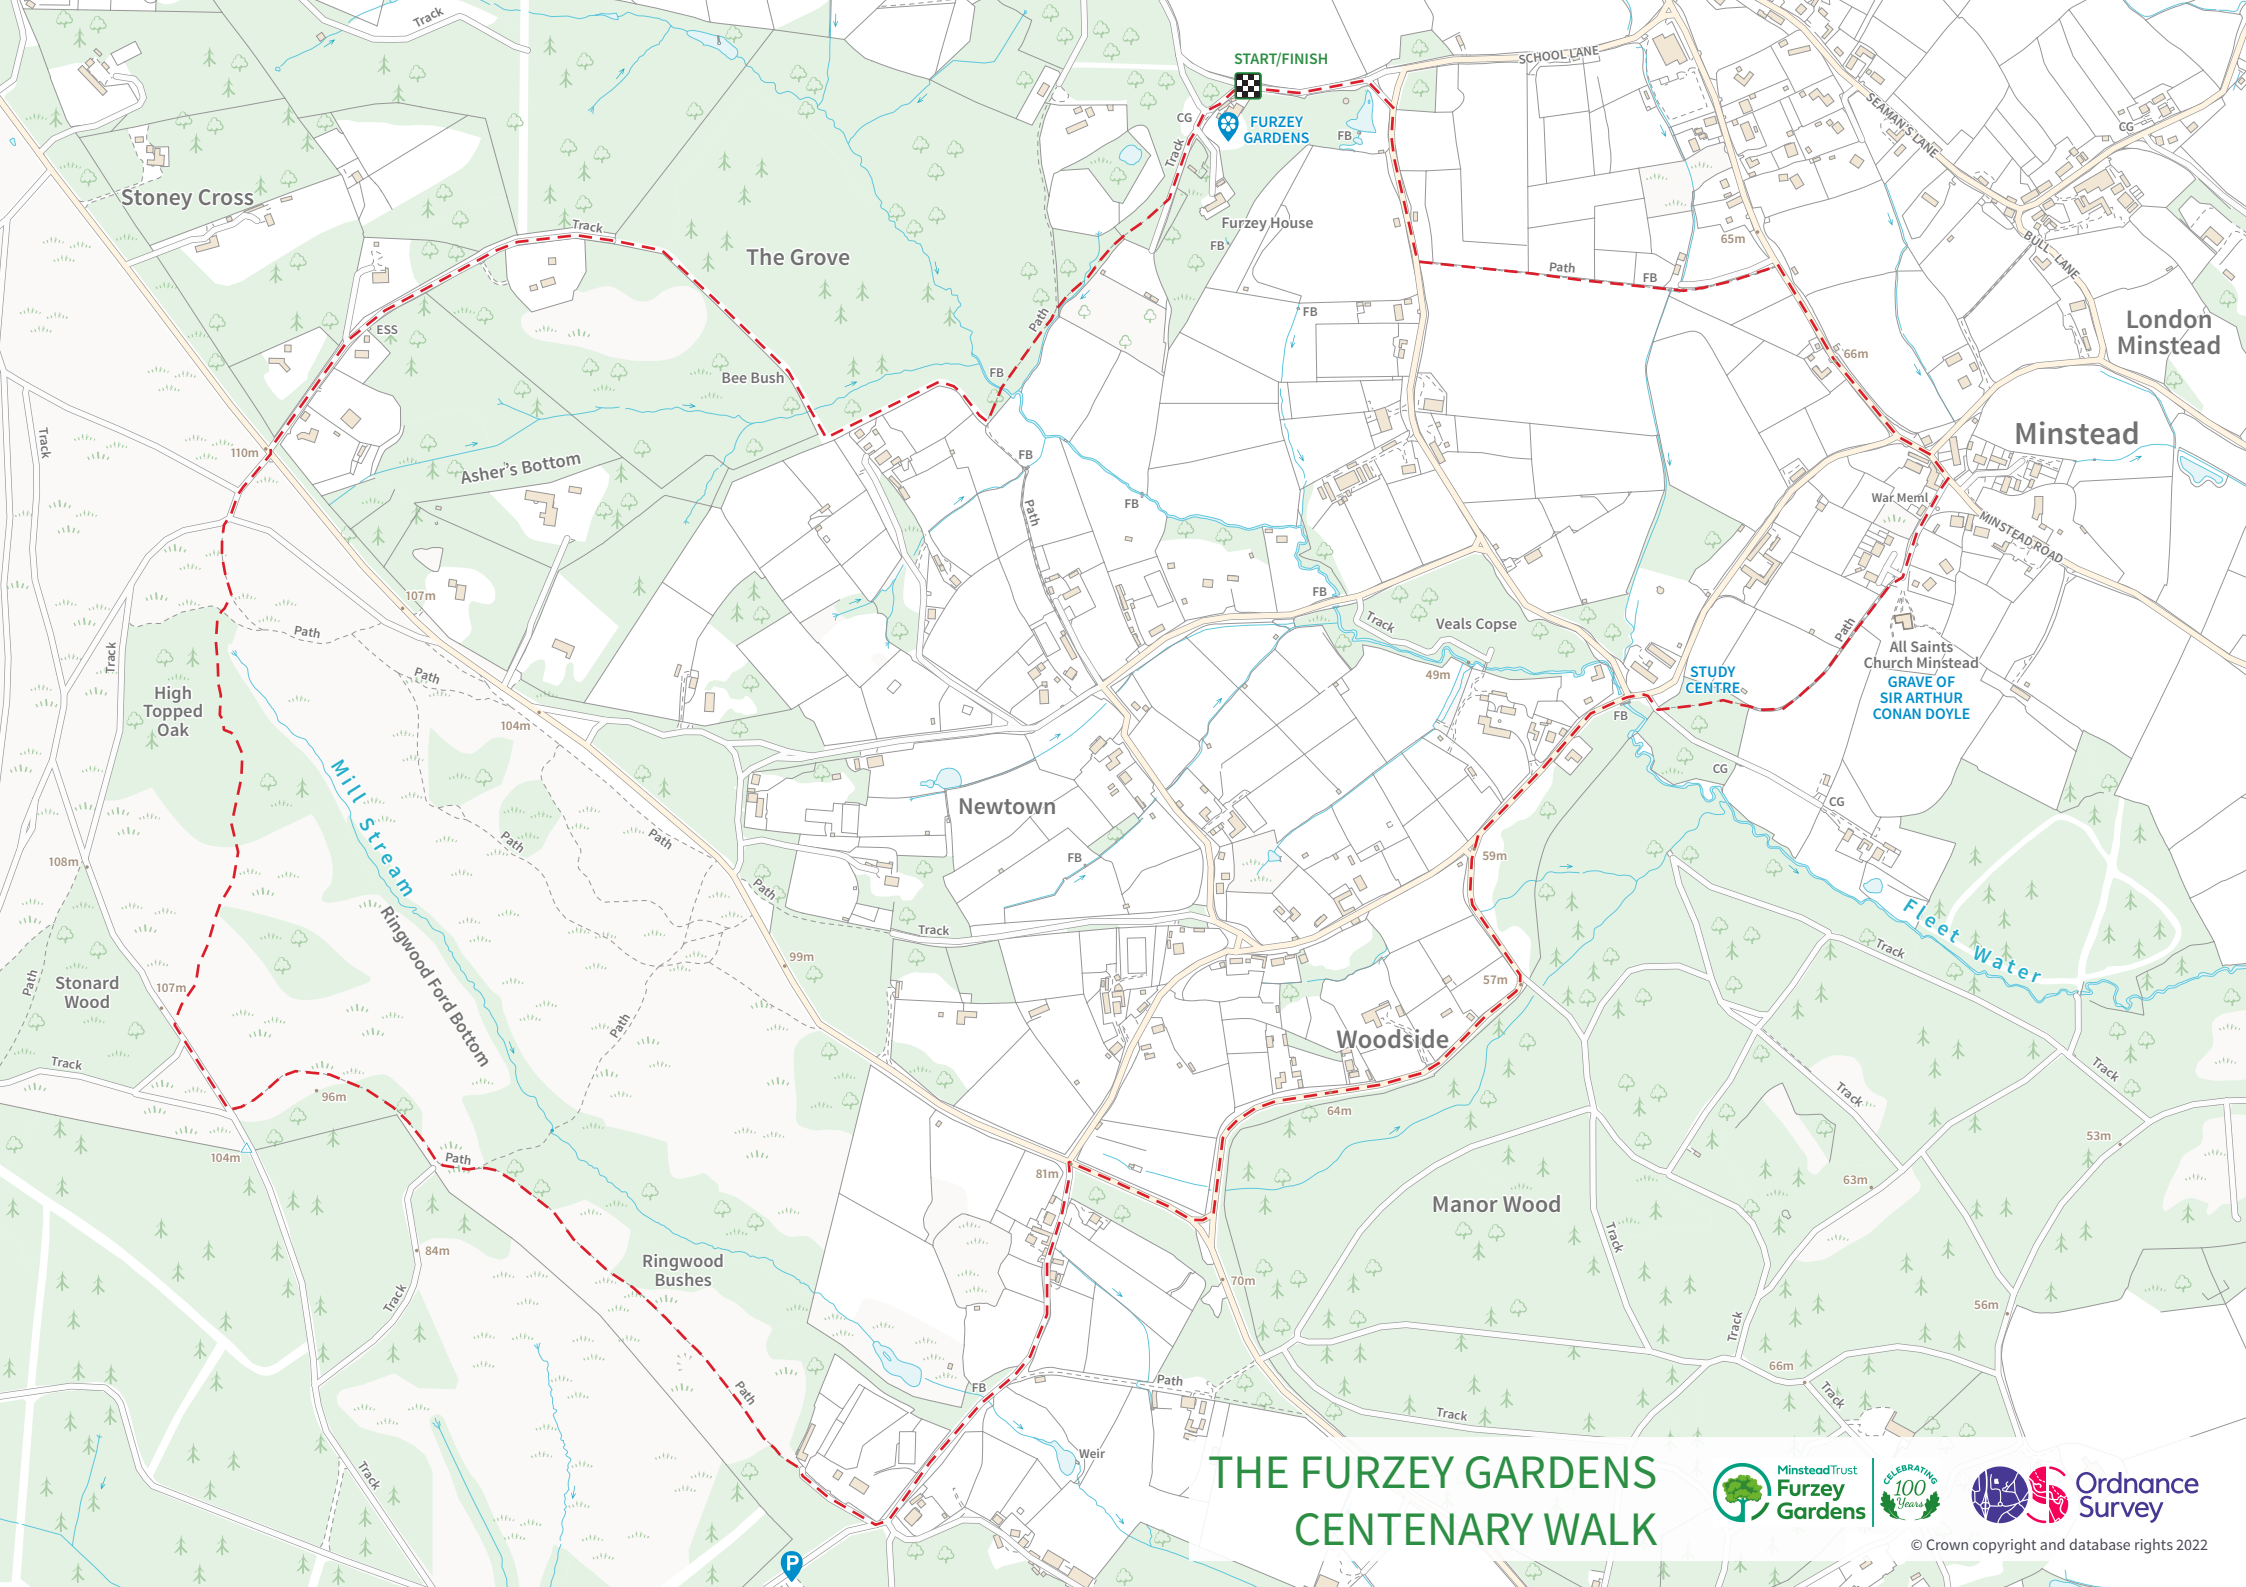 Track
START/FINISH
SCHOOL LANE
CG
FURZEY
GARDENS
FB
SEAMAN'S LANE
CG
Track
Stoney Cross
Track
The Grove
Furzey House
FB
65m
BULL LANE
Path
FB
Path
FB
ESS
London
Minstead
66m
Bee Bush
FB
Track
110m
Asher's Bottom
FB
Minstead
Path
FB
War Meml
MINSTEAD ROAD
107m
FB
Track
Veals Copse
Path
Path
Track
Path
All Saints
Church Minstead
GRAVE OF
SIR ARTHUR
CONAN DOYLE
STUDY
CENTRE
49m
High
Topped
Oak
104m
FB
Mill Stream
CG
CG
Newtown
Path
Path
FB
59m
108m
Path
Ringwood Ford Bottom
Track
Fleet Water
Track
99m
57m
Path
Stonard
Wood
107m
Path
Woodside
Track
Track
Track
96m
64m
104m
Path
53m
81m
63m
Manor Wood
84m
Track
Ringwood
Bushes
Track
70m
56m
Track
Path
FB
Path
66m
Track
Track
Track
Weir
P
THE FURZEY GARDENS
CENTENARY WALK
MinsteadTrust
Furzey
Gardens
CELEBRATING
100
Years
Ordnance
Survey
© Crown copyright and database rights 2022